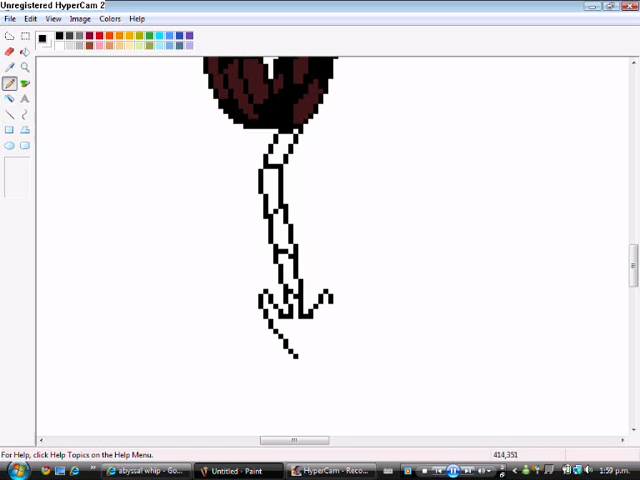 Unregistered HyperCam 2
File Edit View Image Colors Help
A
For Help, click Help Topics on the Help Menu.
414,351
abyssal whip - Go...
Untitled - Paint
HyperCam - Reco...
1:59 p.m.